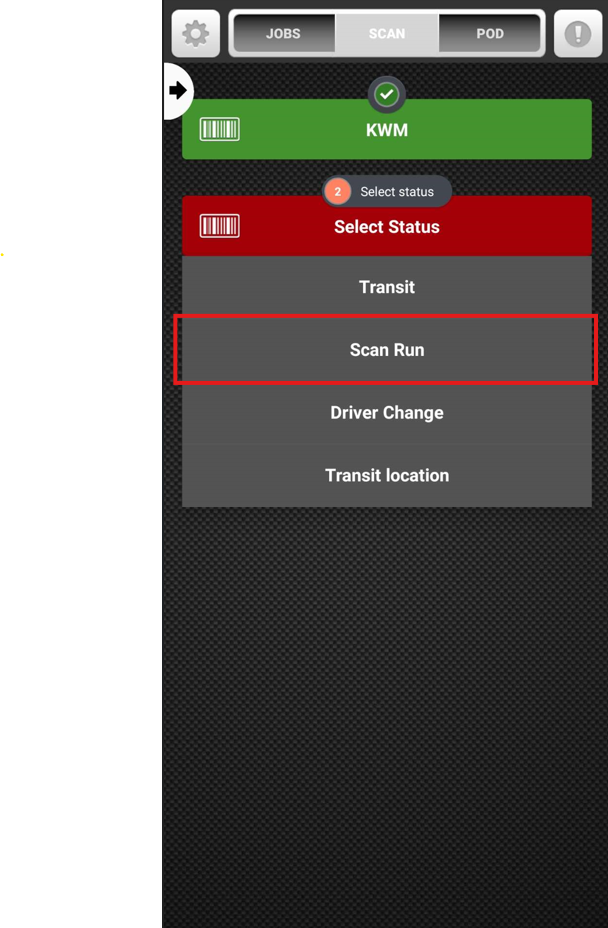 JOBS SCAN POD
KWM
2 Select status
Select Status
Transit
Scan Run
Driver Change
Transit location